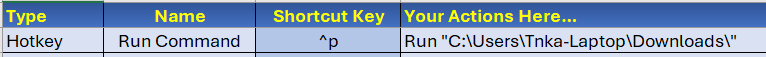 Type Name Shortcut Key Your Actions Here...
Hotkey Run Command ^p Run "C:\Users\Tnka-Laptop\Downloads\"